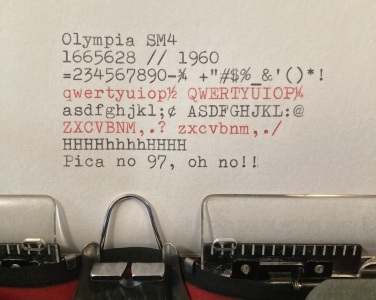 Olympia SM4
1665628 // 1960
=234567890-¾ +"#$%_&'()*!
qwertyuiop½ QWERTYUIOP¼
asdfghjkl;¢ ASDFGHJKL:@
ZXCVBNM,.? zxcvbnm,./
HHHHhhhhHHHH
Pica no 97, oh no!!